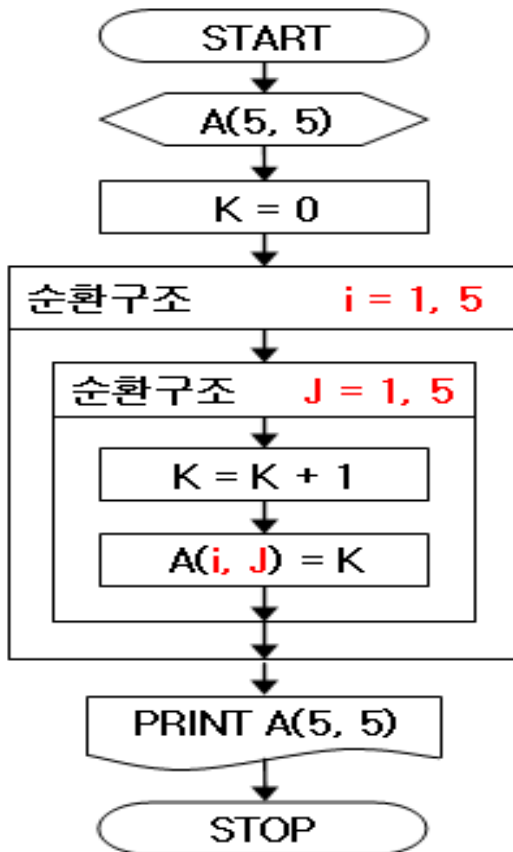 START
A(5, 5)
K = 0
순환구조 i = 1, 5
순환구조 J = 1, 5
K = K + 1
A(i, J) = K
PRINT A(5, 5)
STOP